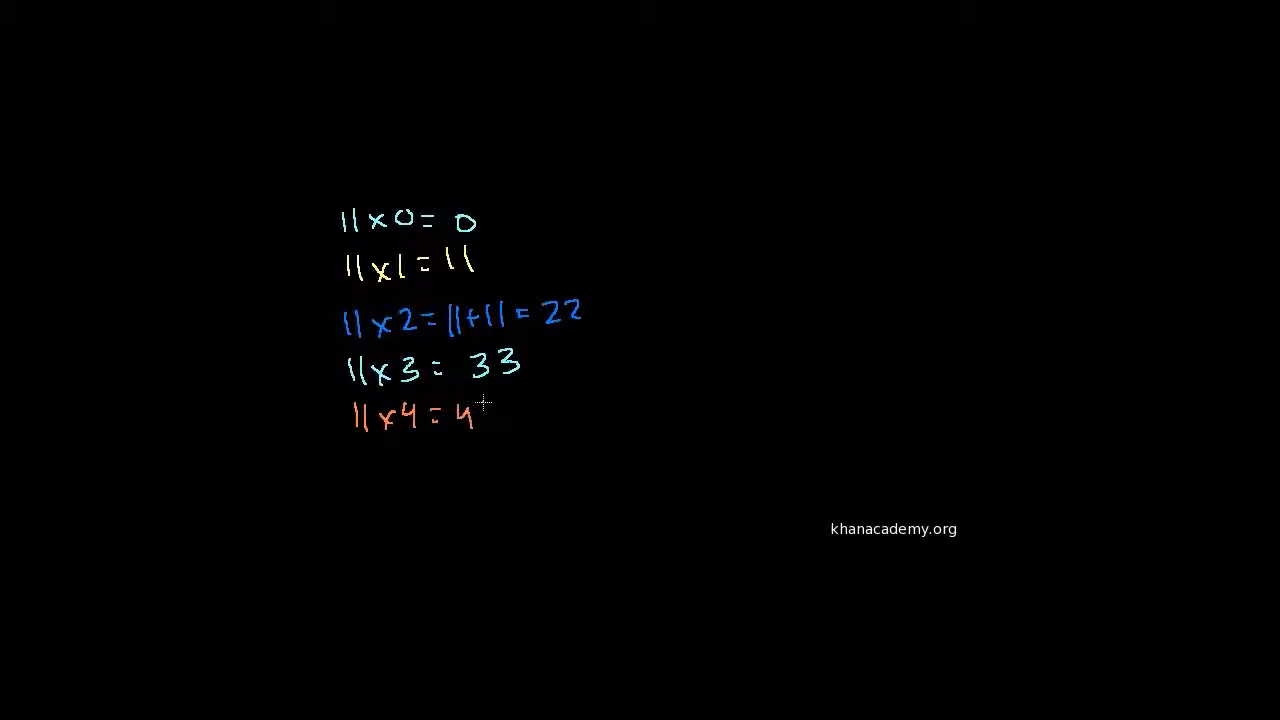 11x0= 0
11x1=11
11x2=11+11=22
11x3= 33
11x4=4
khanacademy.org